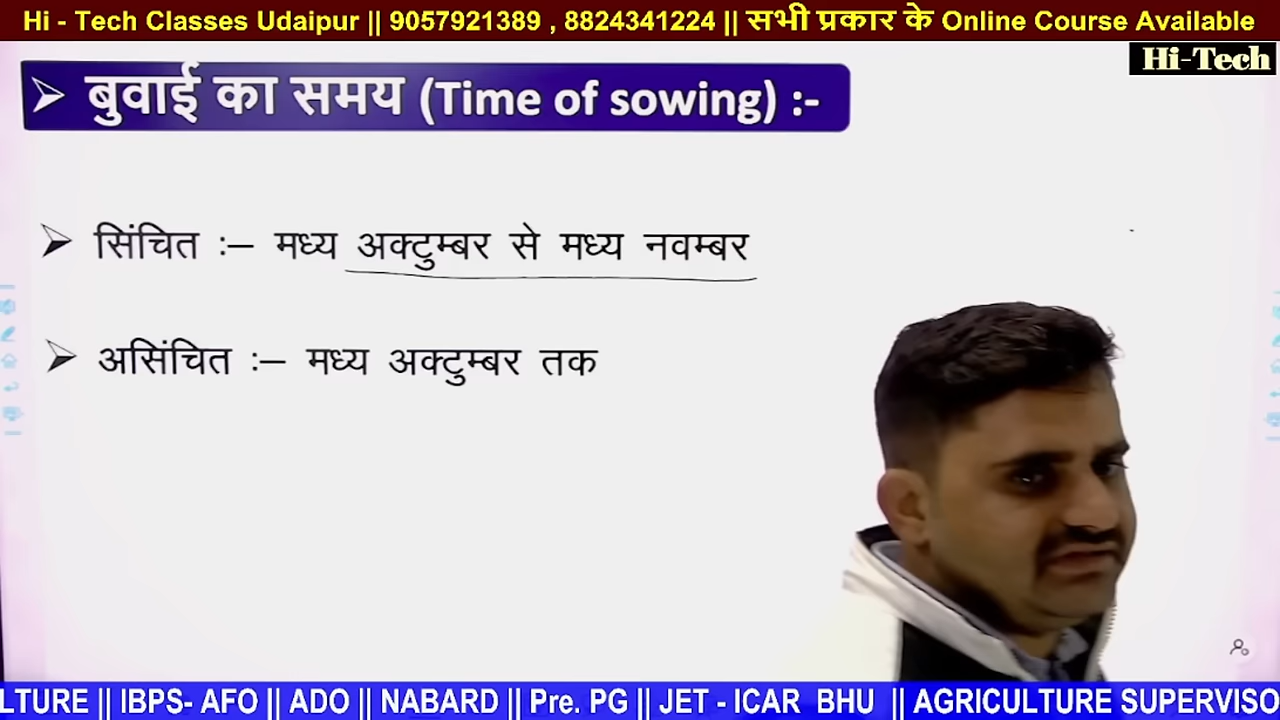 Hi - Tech Classes Udaipur || 9057921389 , 8824341224 || सभी प्रकार के Online Course Available
Hi-Tech
बुवाई का समय (Time of sowing) :-
सिंचित :– मध्य अक्टुम्बर से मध्य नवम्बर
असिंचित :– मध्य अक्टुम्बर तक
LTURE || IBPS- AFO || ADO || NABARD || Pre. PG || JET - ICAR BHU || AGRICULTURE SUPERVISO